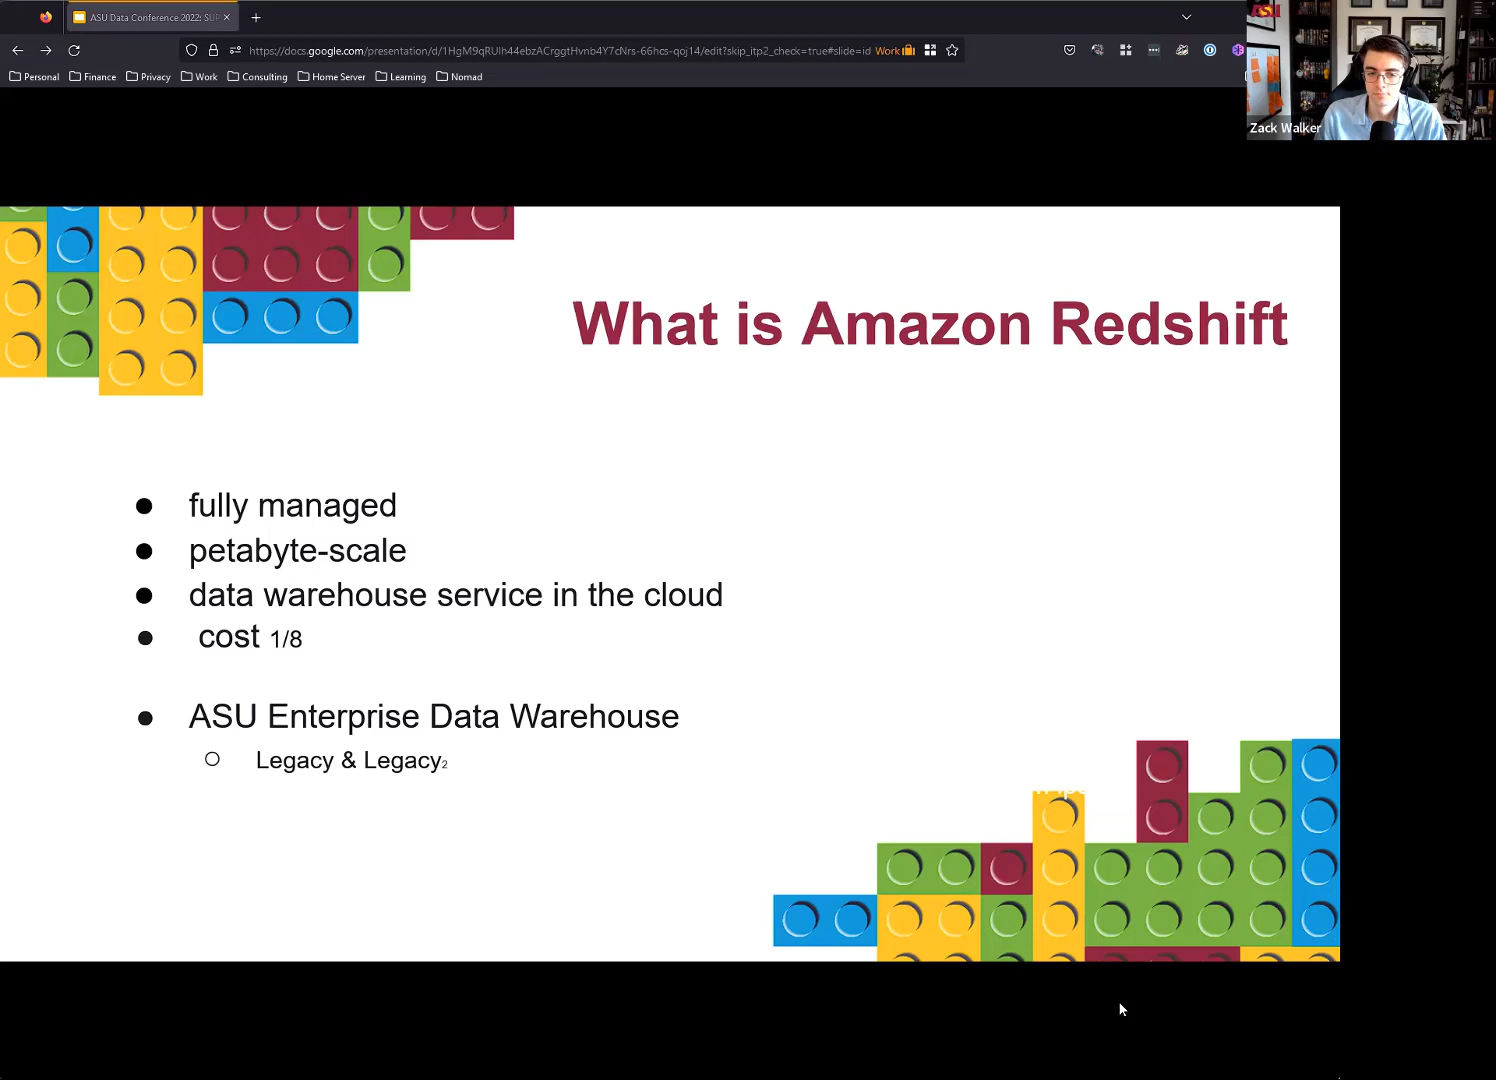 ASU Data Conference 2022: SUP
https://docs.google.com/presentation/d/1HgM9qRUlh44ebzACrggtHvnb4Y7cNrs-66hcs-qoj14/edit?skip_itp2_check=true#slide=id
Work
Personal
Finance
Privacy
Work
Consulting
Home Server
Learning
Nomad
ASU
Zack Walker
What is Amazon Redshift
● fully managed
● petabyte-scale
● data warehouse service in the cloud
● cost 1/8
● ASU Enterprise Data Warehouse
○ Legacy & Legacy2